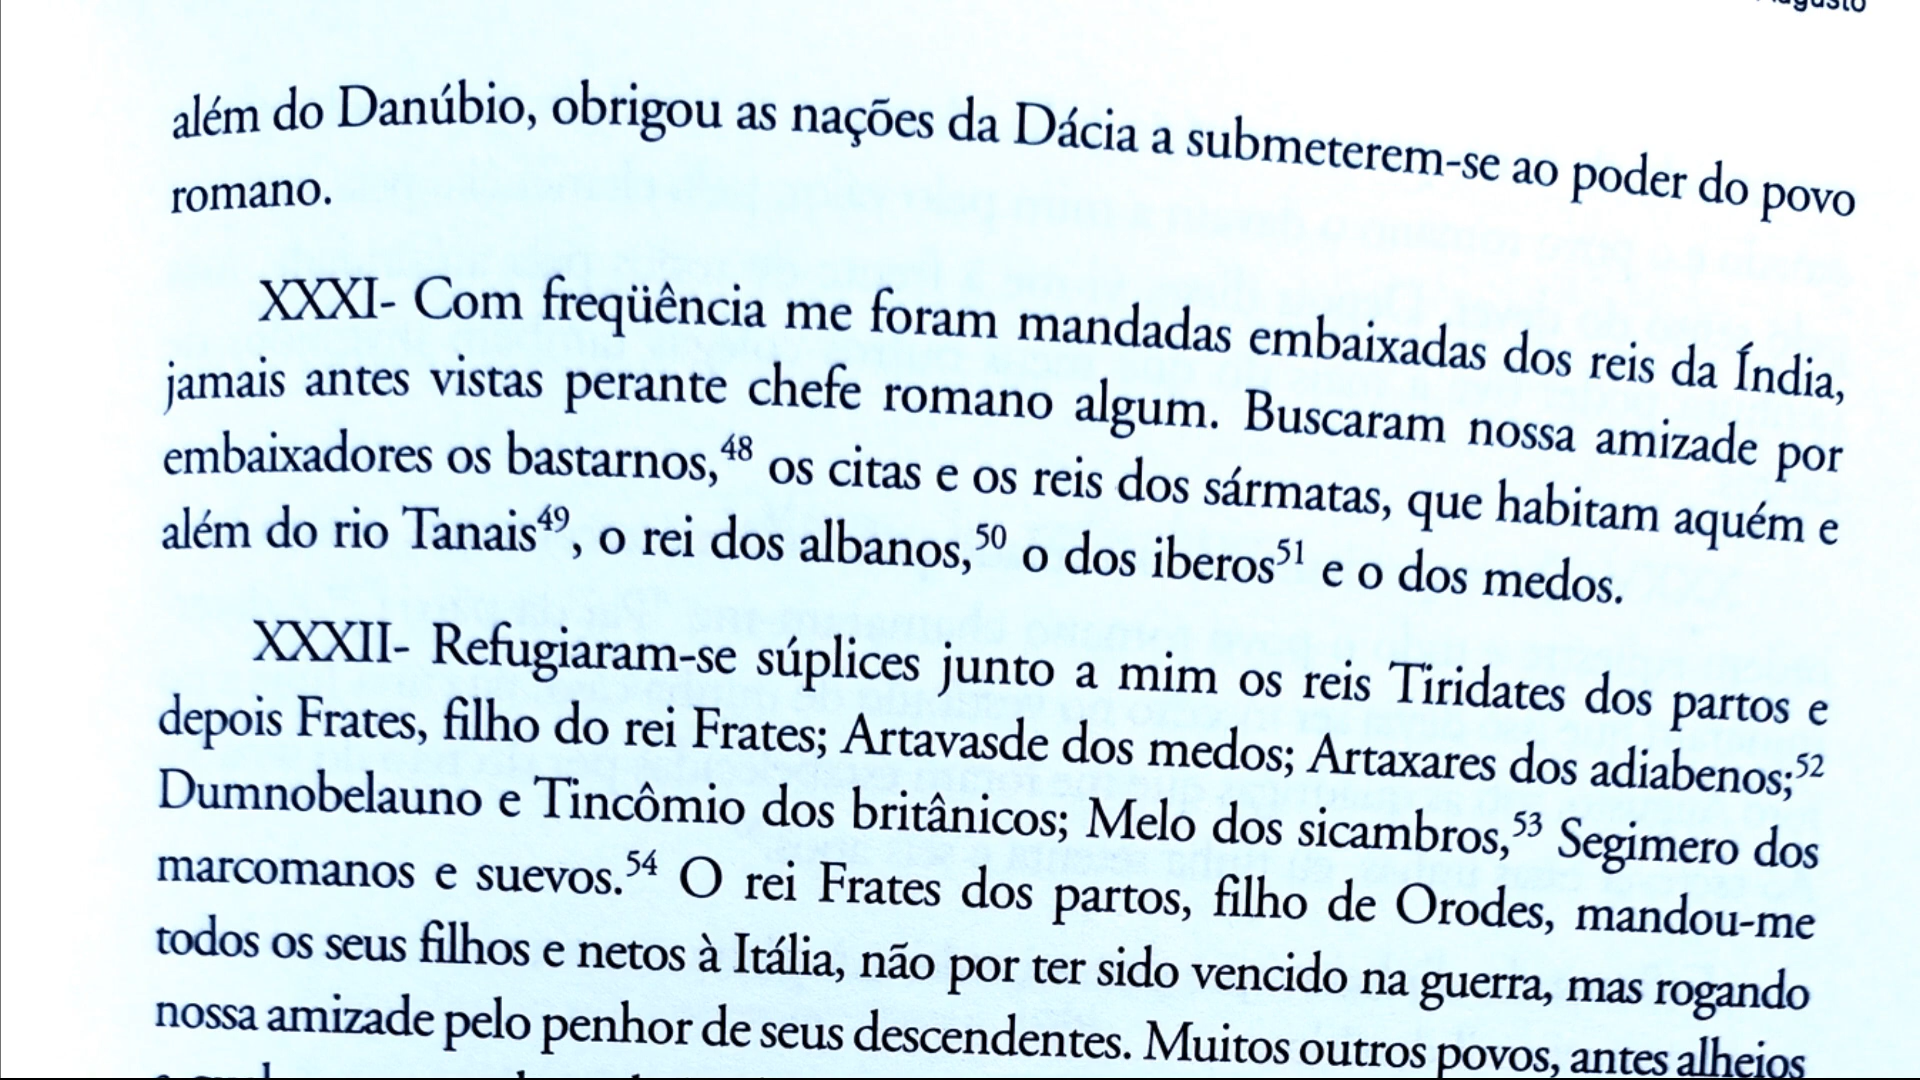 Augusto
além do Danúbio, obrigou as nações da Dácia a submeterem-se ao poder do povo
romano.
XXXI- Com freqüência me foram mandadas embaixadas dos reis da Índia,
jamais antes vistas perante chefe romano algum. Buscaram nossa amizade por
embaixadores os bastarnos,48 os citas e os reis dos sármatas, que habitam aquém e
além do rio Tanais49, o rei dos albanos,50 o dos iberos51 e o dos medos.
XXXII- Refugiaram-se súplices junto a mim os reis Tiridates dos partos e
depois Frates, filho do rei Frates; Artavasde dos medos; Artaxares dos adiabenos;52
Dumnobelauno e Tincômio dos britânicos; Melo dos sicambros,53 Segimero dos
marcomanos e suevos.54 O rei Frates dos partos, filho de Orodes, mandou-me
todos os seus filhos e netos à Itália, não por ter sido vencido na guerra, mas rogando
nossa amizade pelo penhor de seus descendentes. Muitos outros povos, antes alheios